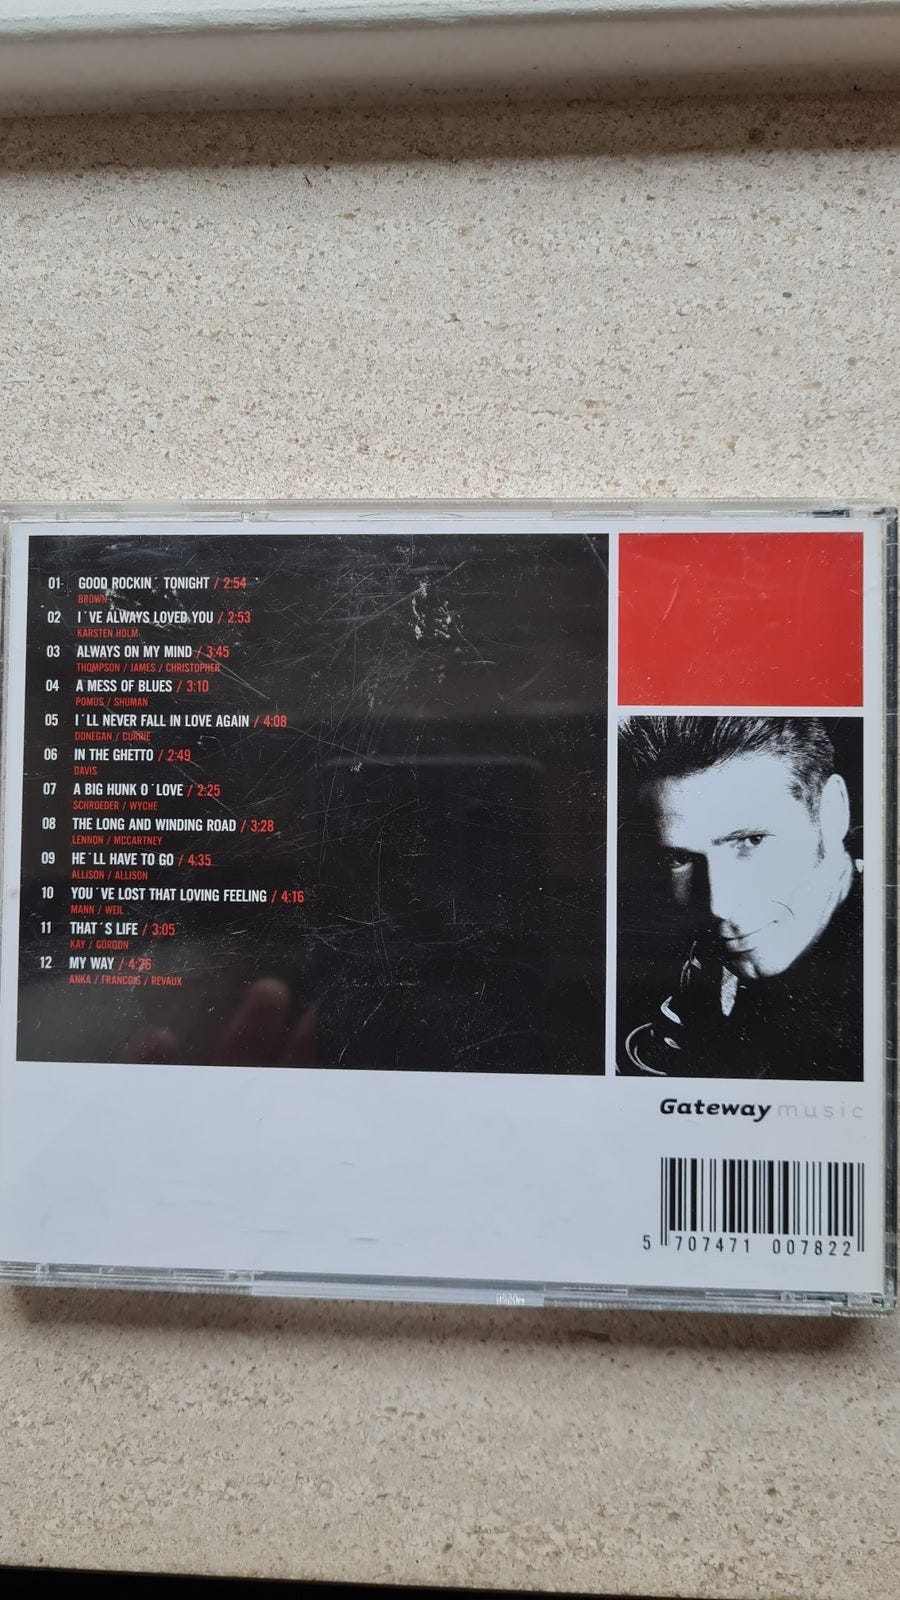 01 GOOD ROCKIN´ TONIGHT / 2:54
BROWN
02 I´VE ALWAYS LOVED YOU / 2:53
KARSTEN HOLM
03 ALWAYS ON MY MIND / 3:45
THOMPSON / JAMES / CHRISTOPHER
04 A MESS OF BLUES / 3:10
POMUS / SHUMAN
05 I´LL NEVER FALL IN LOVE AGAIN / 4:08
DONEGAN / CURRIE
06 IN THE GHETTO / 2:49
DAVIS
07 A BIG HUNK O´LOVE / 2:25
SCHROEDER / WYCHE
08 THE LONG AND WINDING ROAD / 3:28
LENNON / MCCARTNEY
09 HE´LL HAVE TO GO / 4:35
ALLISON / ALLISON
10 YOU´VE LOST THAT LOVING FEELING / 4:16
MANN / WEIL
11 THAT´S LIFE / 3:05
KAY / GORDON
12 MY WAY / 4:26
ANKA / FRANCOIS / REVAUX
Gateway music
5 707471 007822